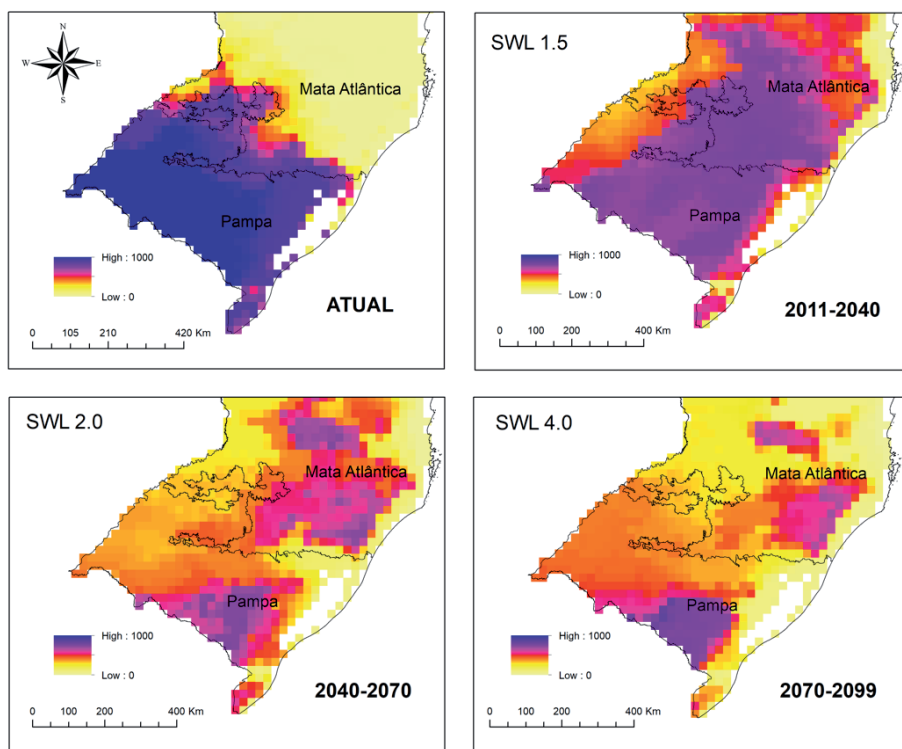 N
W E
S
Mata Atlântica
Pampa
High : 1000
Low : 0
ATUAL
0 105 210 420 Km
SWL 1.5
Mata Atlântica
Pampa
High : 1000
Low : 0
2011-2040
0 100 200 400 Km
SWL 2.0
Mata Atlântica
Pampa
High : 1000
Low : 0
2040-2070
0 100 200 400 Km
SWL 4.0
Mata Atlântica
Pampa
High : 1000
Low : 0
2070-2099
0 100 200 400 Km